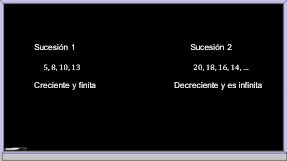 Sucesión 1
5, 8, 10, 13
Creciente y finita
Sucesión 2
20, 18, 16, 14, ...
Decreciente y es infinita